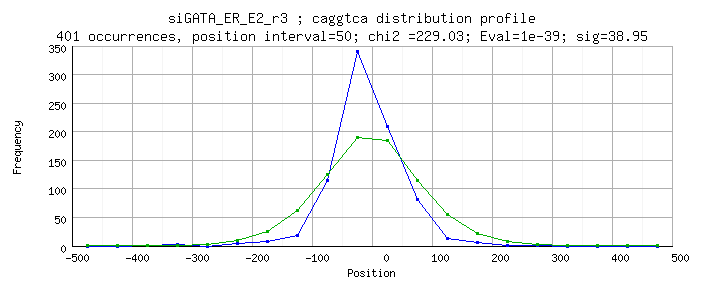 siGATA_ER_E2_r3 ; caggtca distribution profile
401 occurrences, position interval=50; chi2 =229.03; Eval=1e-39; sig=38.95
350
300
250
200
150
100
50
0
Frequency
-500 -400 -300 -200 -100 0 100 200 300 400 500
Position